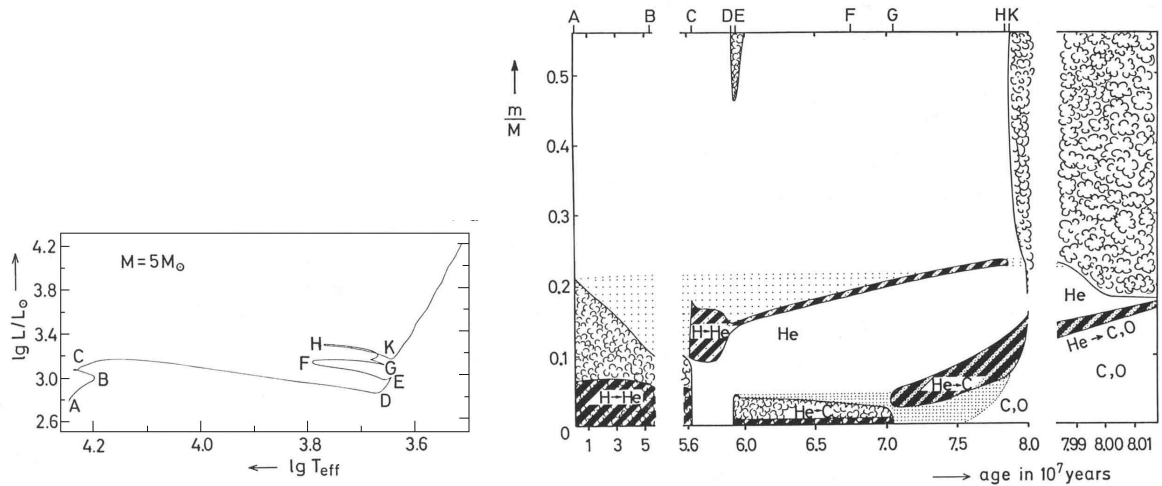 M=5M☉
lg L/L☉ →
4.2
3.8
3.4
3.0
2.6
A
B
C
D
E
F
G
H
K
4.2
4.0
3.8
3.6
← lg Teff
A B C D E F G H K
↑
m/M
0.5
0.4
0.3
0,2
0.1
0
H→He
H→He
He
He→C
He→C
C,O
He
He→C,O
C,O
1 3 5 5.6 6.0 6.5 7.0 7.5 8.0 7.99 8.00 8.01
→ age in 10⁷ years